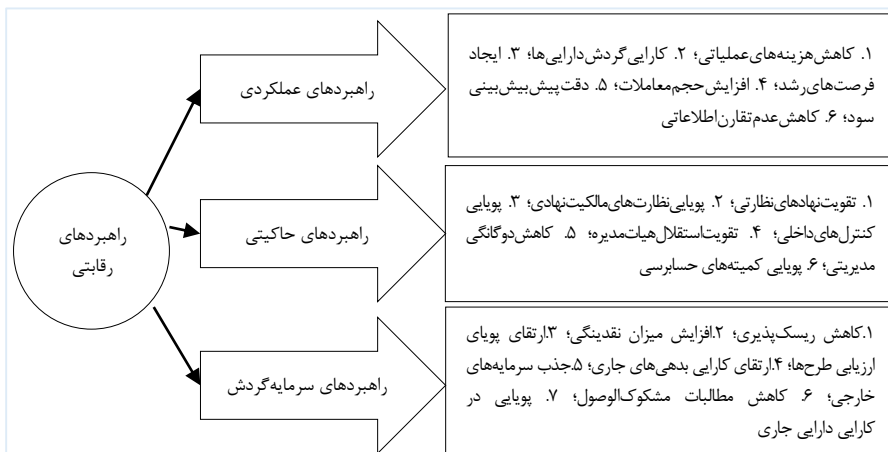 راهبردهای
رقابتی
راهبردهای عملکردی
۱. کاهش‌هزینه‌های‌عملیاتی؛ ۲. کارایی‌گردش‌دارایی‌ها؛ ۳. ایجاد
فرصت‌های‌رشد؛ ۴. افزایش‌حجم‌معاملات؛ ۵. دقت‌پیش‌بیش‌بینی
سود؛ ۶. کاهش‌عدم‌تقارن‌اطلاعاتی
راهبردهای حاکیتی
۱. تقویت‌نهادهای‌نظارتی؛ ۲. پویایی‌نظارت‌های‌مالکیت‌نهادی؛ ۳. پویایی
کنترل‌های‌داخلی؛ ۴. تقویت‌استقلال‌هیات‌مدیره؛ ۵. کاهش‌دوگانگی
مدیریتی؛ ۶. پویایی کمیته‌های حسابرسی
راهبردهای سرمایه‌گردش
۱.کاهش ریسک‌پذیری؛ ۲.افزایش میزان نقدینگی؛ ۳.ارتقای پویای
ارزیابی طرح‌ها؛ ۴.ارتقای کارایی بدهی‌های جاری؛ ۵.جذب سرمایه‌های
خارجی؛ ۶. کاهش مطالبات مشکوک‌الوصول؛ ۷. پویایی در
کارایی دارایی جاری